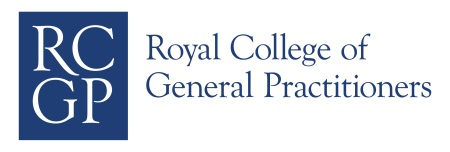 RC
GP
Royal College of
General Practitioners